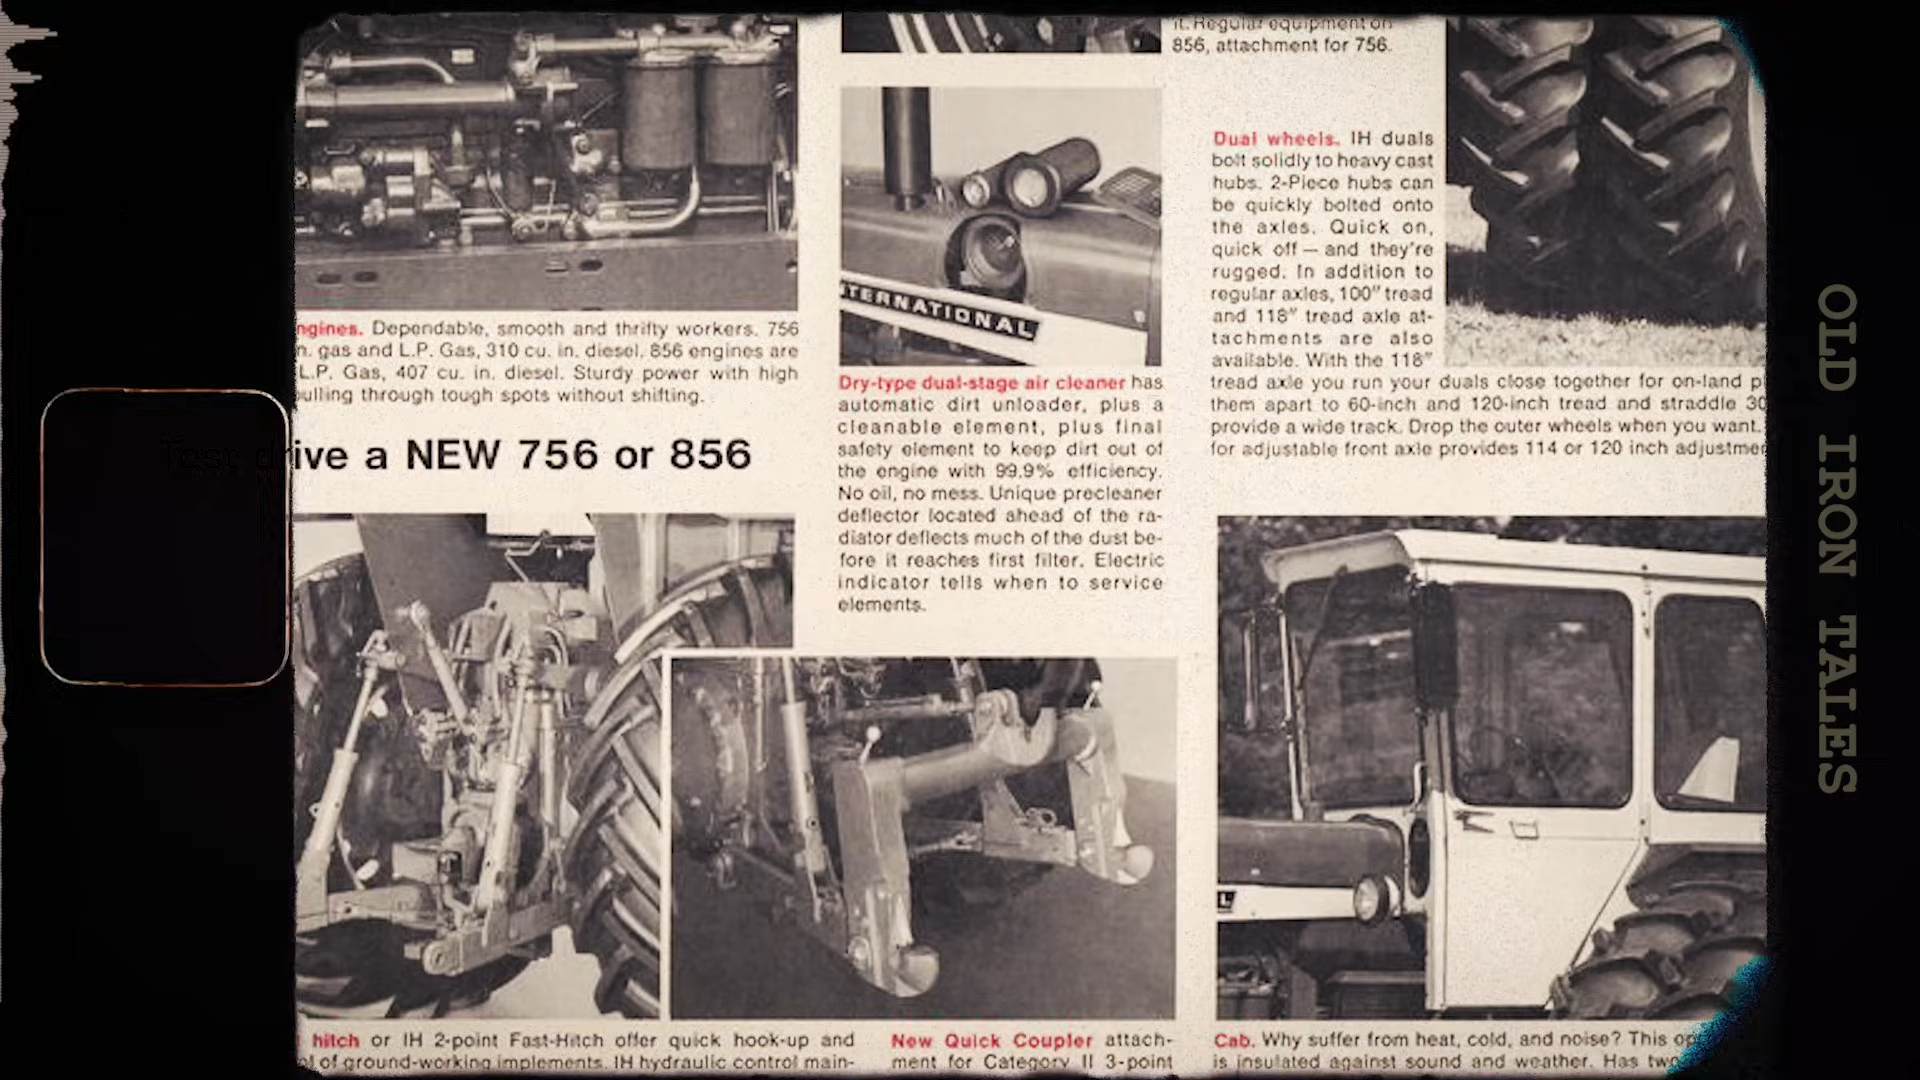 ngines. Dependable, smooth and thrifty workers. 756
n. gas and L.P. Gas, 310 cu. in. diesel. 856 engines are
L.P. Gas, 407 cu. in. diesel. Sturdy power with high
ulling through tough spots without shifting.
Test drive a NEW 756 or 856
hitch or IH 2-point Fast-Hitch offer quick hook-up and
of ground-working implements. IH hydraulic control main-
TERNATIONAL
Dry-type dual-stage air cleaner has
automatic dirt unloader, plus a
cleanable element, plus final
safety element to keep dirt out of
the engine with 99.9% efficiency.
No oil, no mess. Unique precleaner
deflector located ahead of the ra-
diator deflects much of the dust be-
fore it reaches first filter. Electric
indicator tells when to service
elements.
New Quick Coupler attach-
ment for Category II 3-point
it. Regular equipment on
856, attachment for 756.
Dual wheels. IH duals
bolt solidly to heavy cast
hubs. 2-Piece hubs can
be quickly bolted onto
the axles. Quick on,
quick off — and they're
rugged. In addition to
regular axles, 100" tread
and 118" tread axle at-
tachments are also
available. With the 118"
tread axle you run your duals close together for on-land p
them apart to 60-inch and 120-inch tread and straddle 30
provide a wide track. Drop the outer wheels when you want.
for adjustable front axle provides 114 or 120 inch adjustmen
L
Cab. Why suffer from heat, cold, and noise? This op
is insulated against sound and weather. Has two
OLD IRON TALES